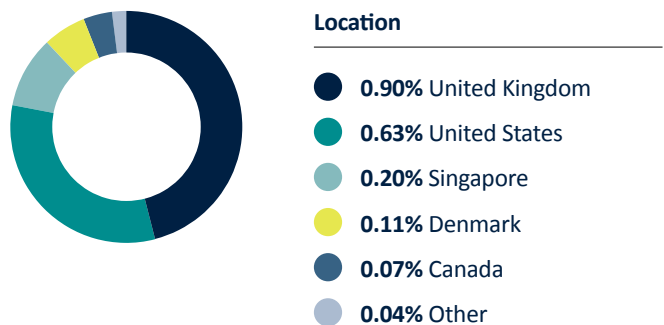 Location
0.90% United Kingdom
0.63% United States
0.20% Singapore
0.11% Denmark
0.07% Canada
0.04% Other